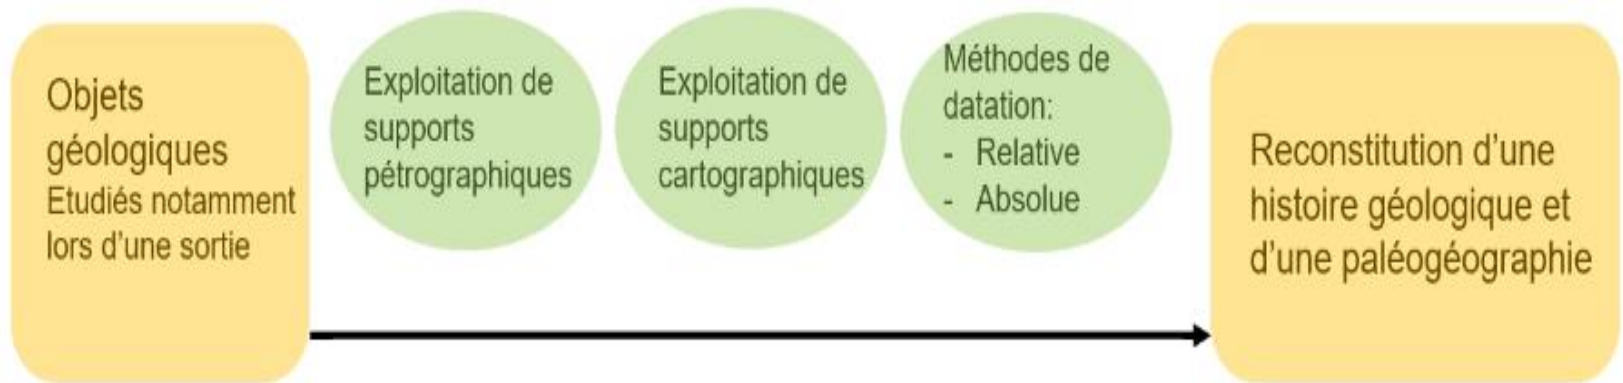 Objets
géologiques
Etudiés notamment
lors d'une sortie
Exploitation de
supports
pétrographiques
Exploitation de
supports
cartographiques
Méthodes de
datation:
- Relative
- Absolue
Reconstitution d'une
histoire géologique et
d'une paléogéographie